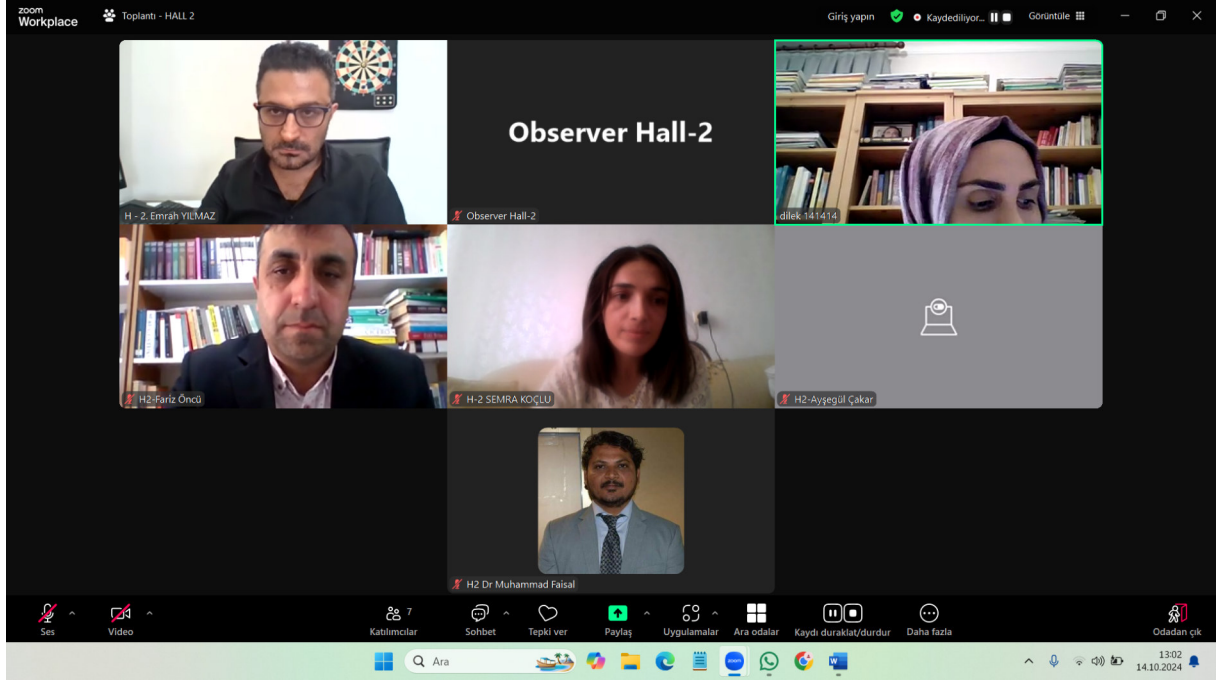 zoom
Workplace
Toplantı - HALL 2
Giriş yapın
Kaydediliyor...
Görüntüle
H - 2. Emrah YILMAZ
Observer Hall-2
Observer Hall-2
dilek 141414
H2-Fariz Öncü
H-2 SEMRA KOÇLU
H2-Ayşegül Çakar
H2 Dr Muhammad Faisal
Ses
Video
7
Katılımcılar
Sohbet
Tepki ver
Paylaş
Uygulamalar
Ara odalar
Kaydı duraklat/durdur
Daha fazla
Odadan çık
Ara
zoom
W
13:02
14.10.2024